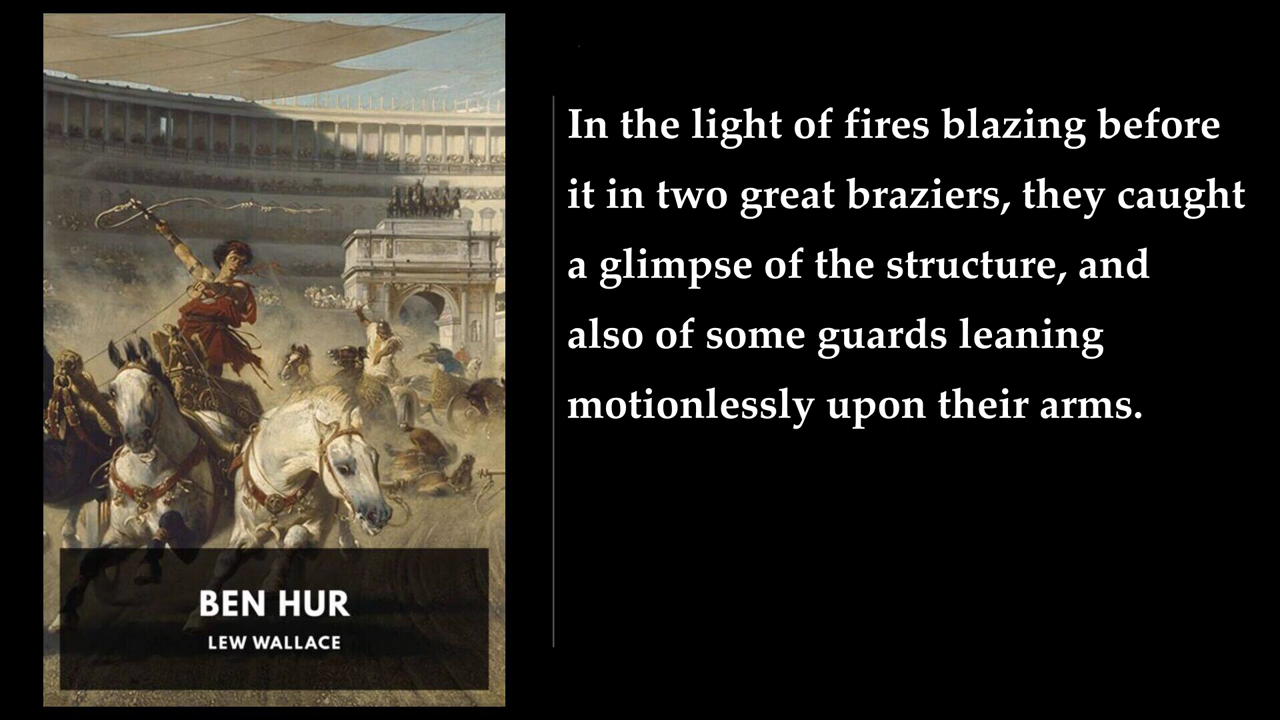 BEN HUR
LEW WALLACE
In the light of fires blazing before
it in two great braziers, they caught
a glimpse of the structure, and
also of some guards leaning
motionlessly upon their arms.